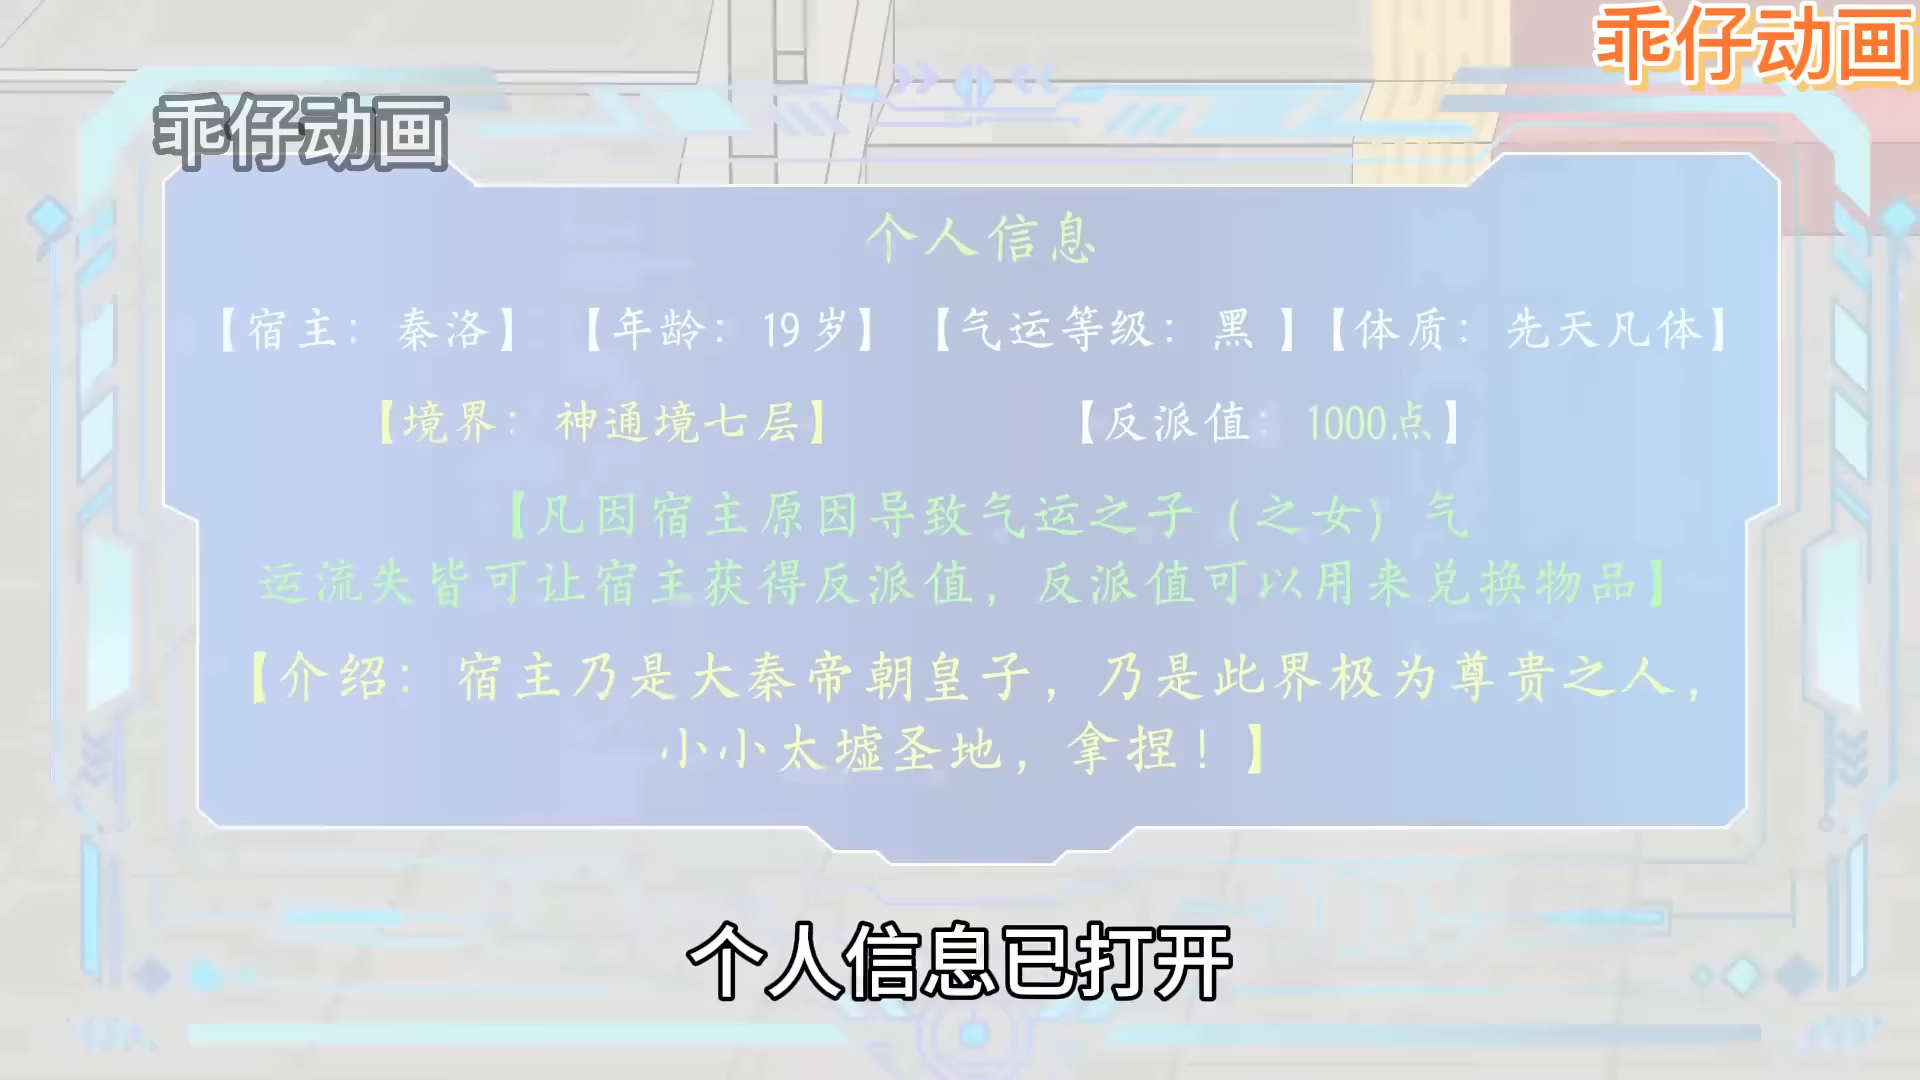 乖仔动画
乖仔动画
个人信息
【宿主：秦洛】 【年龄：19岁】 【气运等级：黑 】【体质：先天凡体】
【境界：神通境七层】 【反派值：1000点】
【凡因宿主原因导致气运之子（之女）气
运流失皆可让宿主获得反派值，反派值可以用来兑换物品】
【介绍：宿主乃是大秦帝朝皇子，乃是此界极为尊贵之人，
小小太墟圣地，拿捏！】
个人信息已打开